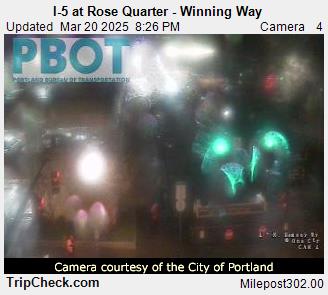 I-5 at Rose Quarter - Winning Way
Updated Mar 20 2025 8:26 PM Camera 4
PBOT
PORTLAND BUREAU OF TRANSPORTATION
Camera courtesy of the City of Portland
TripCheck.com Milepost302.00